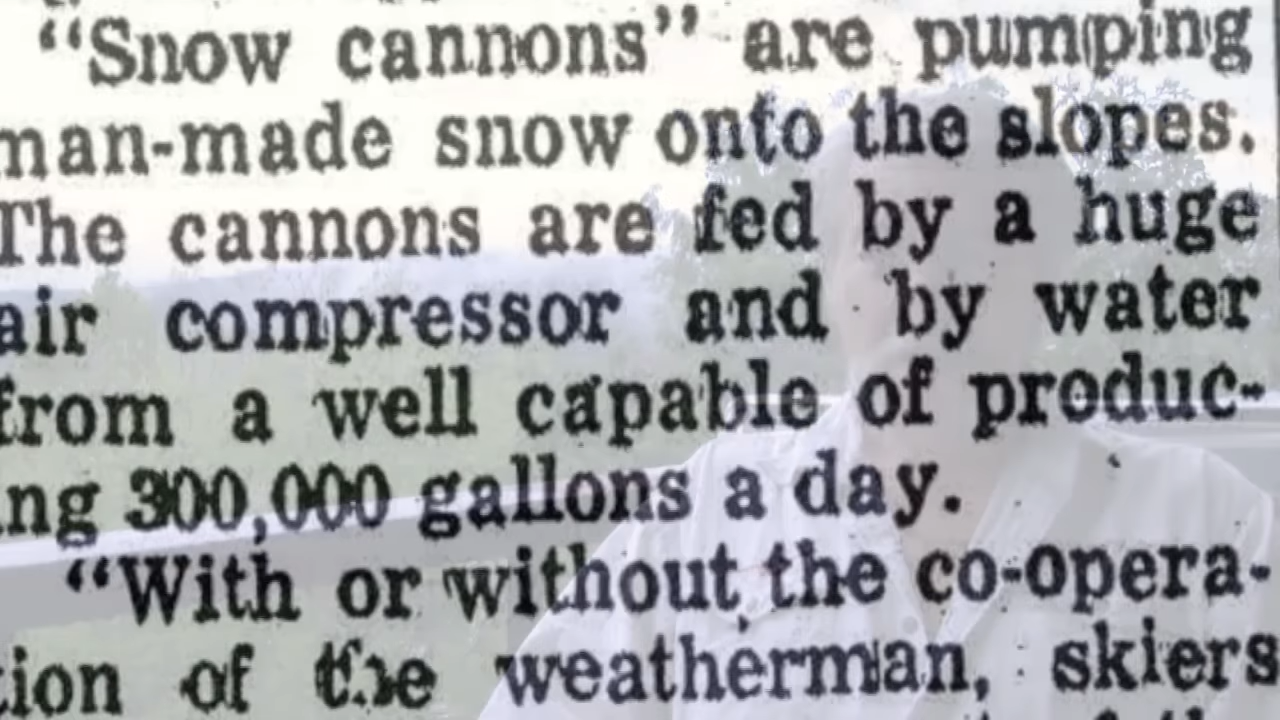 “Snow cannons” are pumping
man-made snow onto the slopes.
The cannons are fed by a huge
air compressor and by water
from a well capable of produc-
ing 300,000 gallons a day.
“With or without the co-opera-
tion of the weatherman, skiers